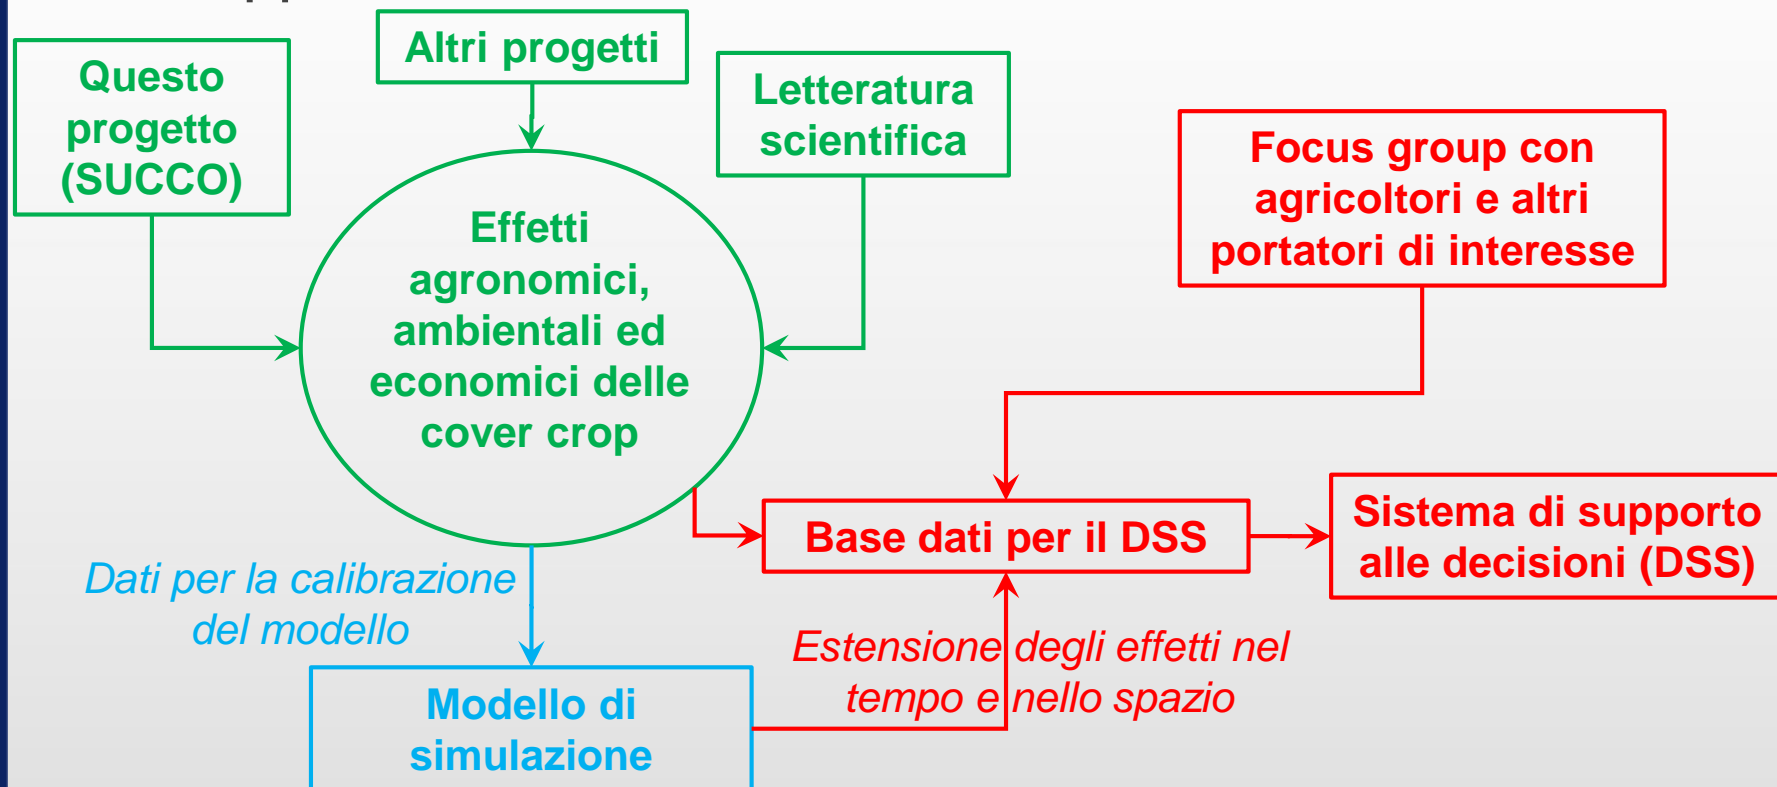 Altri progetti
Questo
progetto
(SUCCO)
Letteratura
scientifica
Focus group con
agricoltori e altri
portatori di interesse
Effetti
agronomici,
ambientali ed
economici delle
cover crop
Base dati per il DSS
Sistema di supporto
alle decisioni (DSS)
Dati per la calibrazione
del modello
Estensione degli effetti nel
tempo e nello spazio
Modello di
simulazione